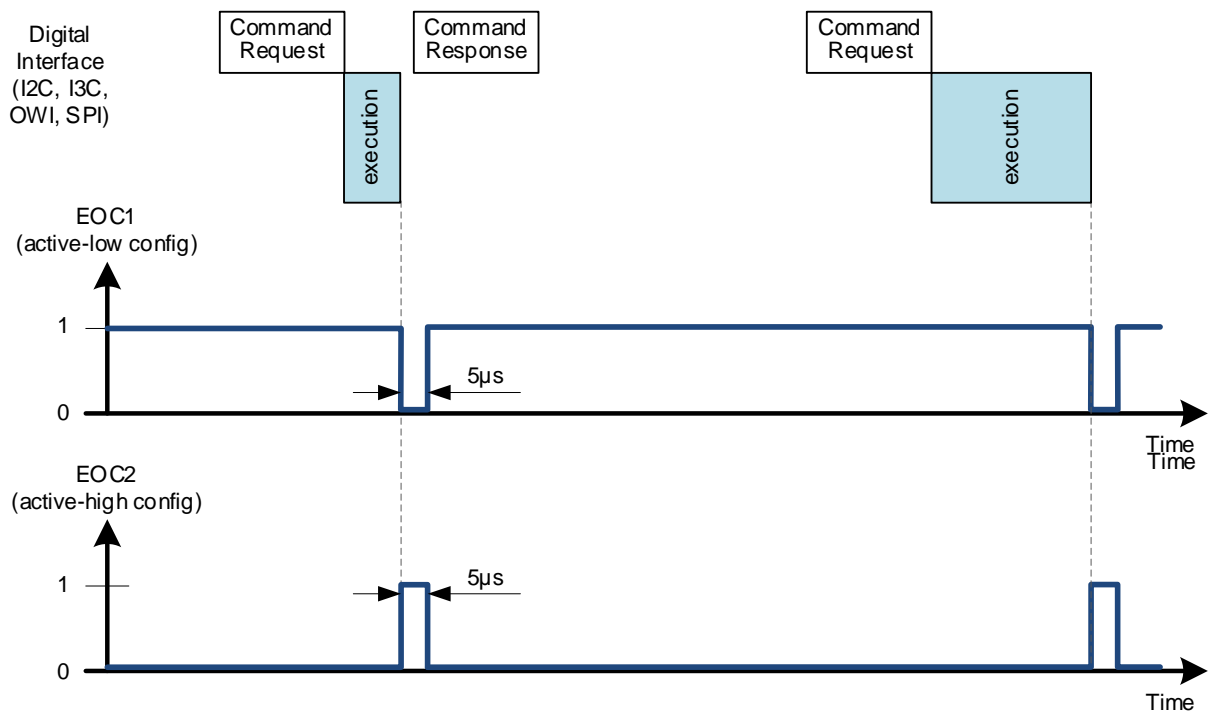 Digital
Interface
(I2C, I3C,
OWI, SPI)
Command
Request
Command
Response
Command
Request
execution
execution
EOC1
(active-low config)
1
5µs
0
Time
Time
EOC2
(active-high config)
1
5µs
0
Time